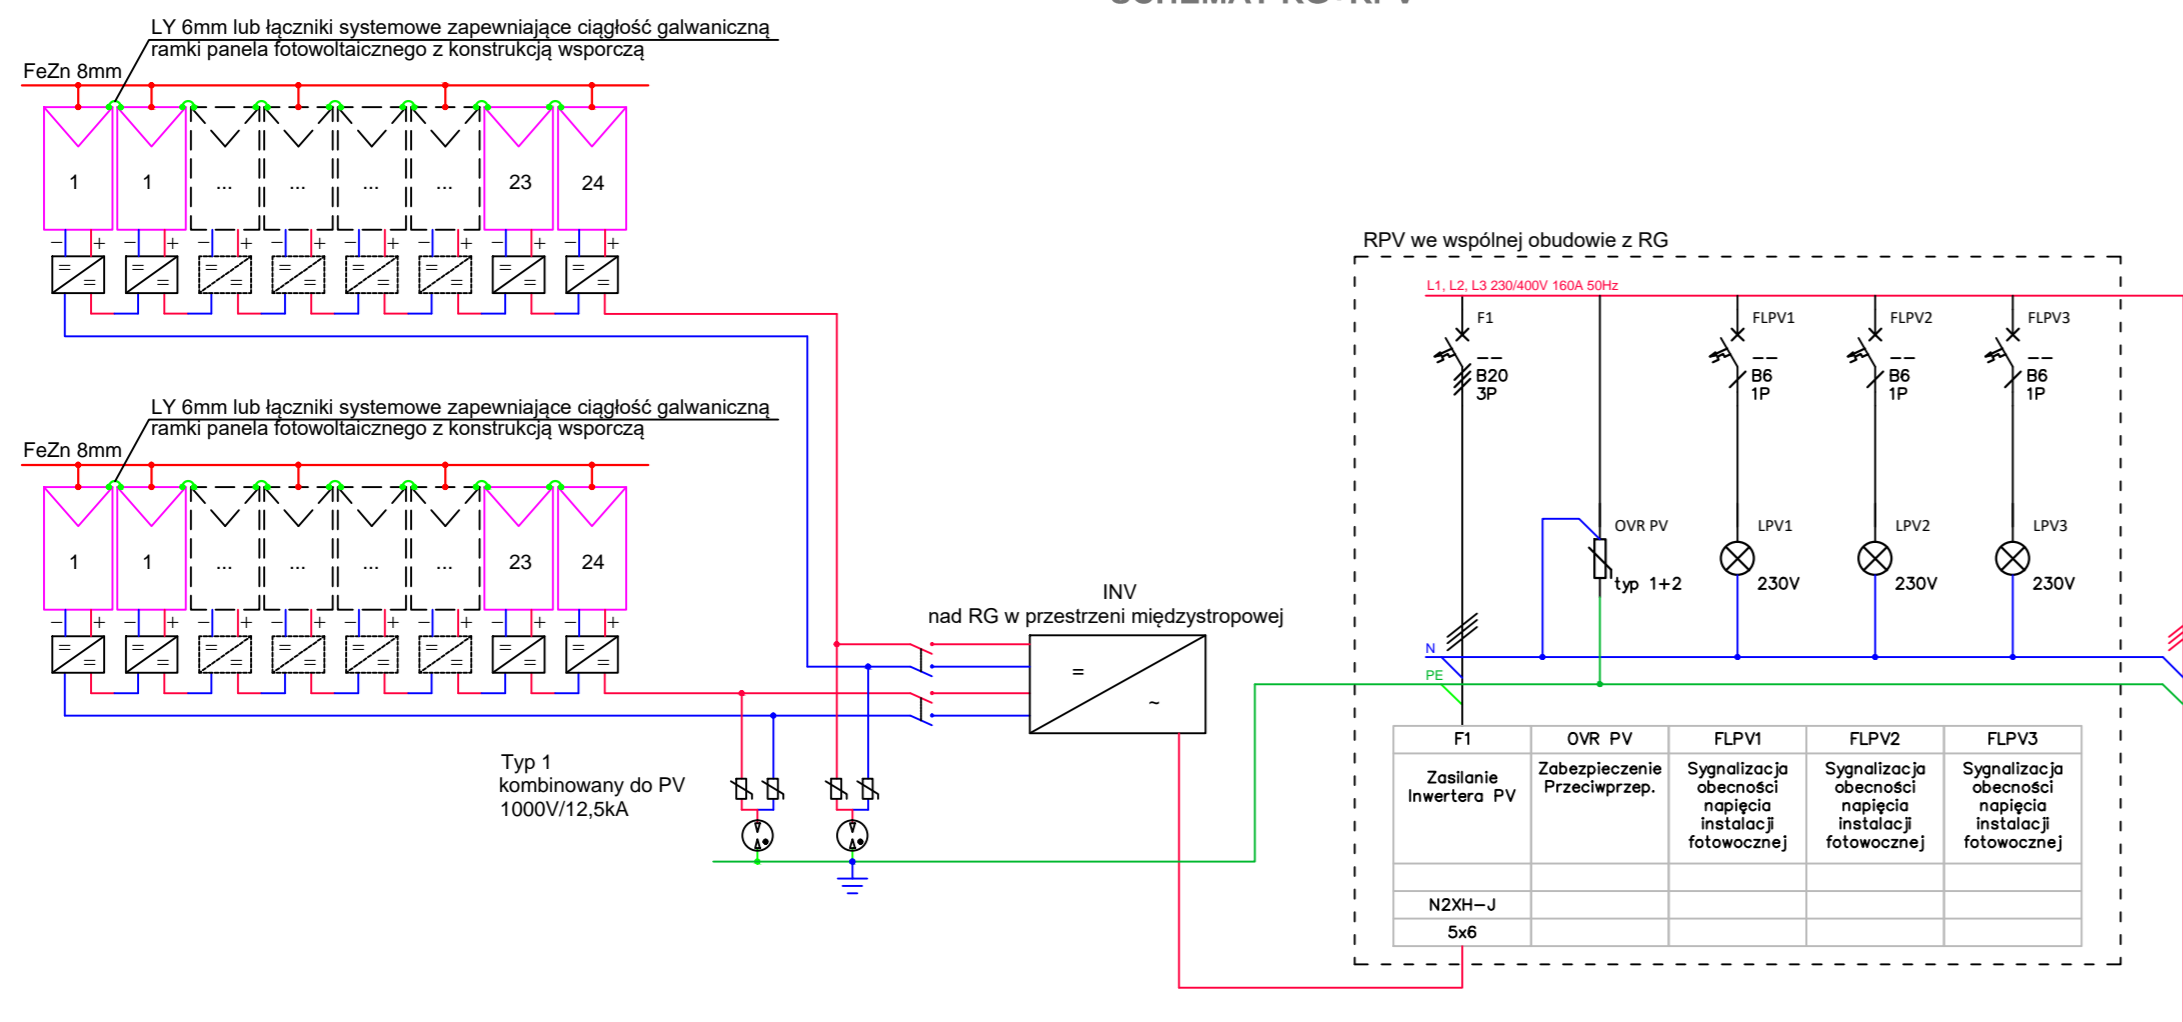 LY 6mm lub łączniki systemowe zapewniające ciągłość galwaniczną
ramki panela fotowoltaicznego z konstrukcją wsporczą
FeZn 8mm
1 1 ... ... ... ... 23 24
− + − + − + − + − + − + − + − +
= = = = = = = = = = = = = = = =
LY 6mm lub łączniki systemowe zapewniające ciągłość galwaniczną
ramki panela fotowoltaicznego z konstrukcją wsporczą
FeZn 8mm
1 1 ... ... ... ... 23 24
− + − + − + − + − + − + − + − +
= = = = = = = = = = = = = = = =
Typ 1
kombinowany do PV
1000V/12,5kA
INV
nad RG w przestrzeni międzystropowej
=
~
RPV we wspólnej obudowie z RG
L1, L2, L3 230/400V 160A 50Hz
F1
--
B20
3P
FLPV1
--
B6
1P
FLPV2
--
B6
1P
FLPV3
--
B6
1P
OVR PV
typ 1+2
LPV1
230V
LPV2
230V
LPV3
230V
N
PE
F1 OVR PV FLPV1 FLPV2 FLPV3
Zasilanie
Inwertera PV
Zabezpieczenie
Przeciwprzep.
Sygnalizacja
obecności
napięcia
instalacji
fotowocznej
Sygnalizacja
obecności
napięcia
instalacji
fotowocznej
Sygnalizacja
obecności
napięcia
instalacji
fotowocznej
N2XH-J
5x6